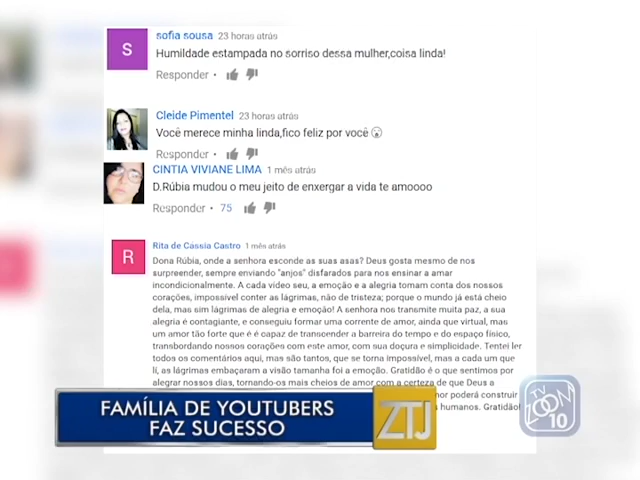 S
sofia sousa 23 horas atrás
Humildade estampada no sorriso dessa mulher,coisa linda!
Responder •
Cleide Pimentel 23 horas atrás
Você merece minha linda,fico feliz por você
Responder •
CINTIA VIVIANE LIMA 1 mês atrás
D.Rúbia mudou o meu jeito de enxergar a vida te amoooo
Responder • 75
R
Rita de Cassia Castro 1 mês atrás
Dona Rúbia, onde a senhora esconde as suas asas? Deus gosta mesmo de nos
surpreender, sempre enviando "anjos" disfarados para nos ensinar a amar
incondicionalmente. A cada vídeo seu, a emoção e a alegria tomam conta dos nossos
corações, impossível conter as lágrimas, não de tristeza; porque o mundo já está cheio
dela, mas sim lágrimas de alegria e emoção! A senhora nos transmite muita paz, a sua
alegria é contagiante, e conseguiu formar uma corrente de amor, ainda que virtual, mas
um amor tão forte que é é capaz de transcender a barreira do tempo e do espaço físico,
transbordando nossos corações com este amor, com sua doçura e simplicidade. Tentei ler
todos os comentários aqui, mas são tantos, que se torna impossível, mas a cada um que
li, as lágrimas embaçaram a visão tamanha foi a emoção. Gratidão é o que sentimos por
alegrar nossos dias, tornando-os mais cheios de amor com a certeza de que Deus a
poderá construir
humanos. Gratidão!
FAMÍLIA DE YOUTUBERS
FAZ SUCESSO
ZTJ
TV
ZOOM
10